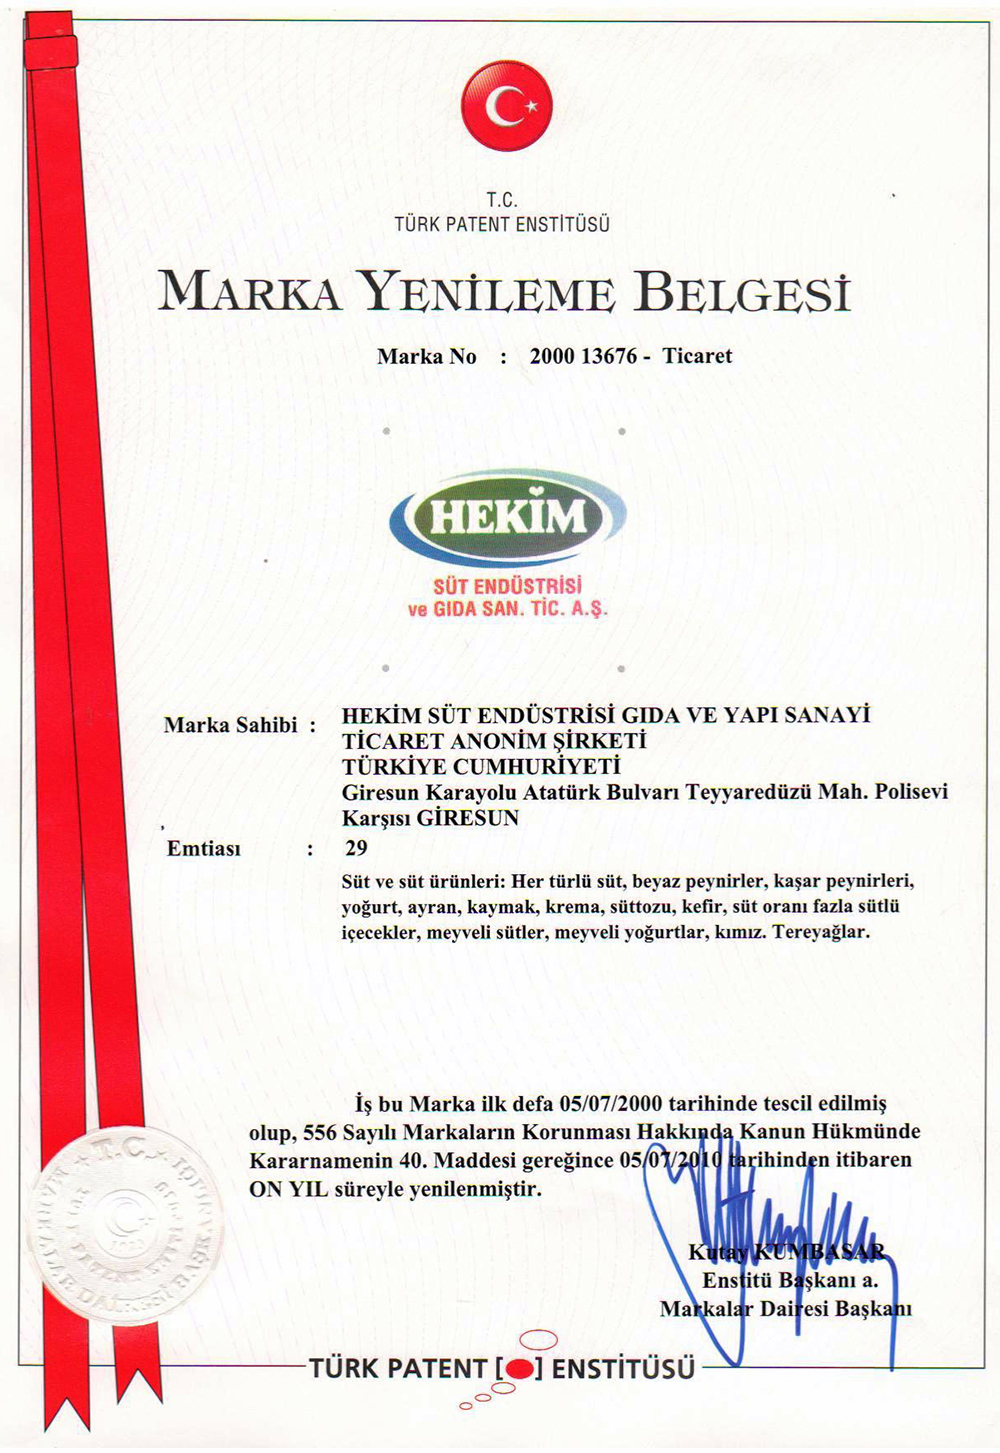 T.C.
TÜRK PATENT ENSTİTÜSÜ
MARKA YENİLEME BELGESİ
Marka No : 2000 13676 - Ticaret
HEKİM
SÜT ENDÜSTRİSİ
ve GIDA SAN. TİC. A.Ş.
Marka Sahibi : HEKİM SÜT ENDÜSTRİSİ GIDA VE YAPI SANAYİ
TİCARET ANONİM ŞİRKETİ
TÜRKİYE CUMHURİYETİ
Giresun Karayolu Atatürk Bulvarı Teyyaredüzü Mah. Polisevi
Karşısı GİRESUN
Emtiası : 29
Süt ve süt ürünleri: Her türlü süt, beyaz peynirler, kaşar peynirleri,
yoğurt, ayran, kaymak, krema, süttozu, kefir, süt oranı fazla sütlü
içecekler, meyveli sütler, meyveli yoğurtlar, kımız. Tereyağlar.
İş bu Marka ilk defa 05/07/2000 tarihinde tescil edilmiş
olup, 556 Sayılı Markaların Korunması Hakkında Kanun Hükmünde
Kararnamenin 40. Maddesi gereğince 05/07/2010 tarihinden itibaren
ON YIL süreyle yenilenmiştir.
T.C.
Kutay KUMBASAR
Enstitü Başkanı a.
Markalar Dairesi Başkanı
TÜRK PATENT [ ] ENSTİTÜSÜ